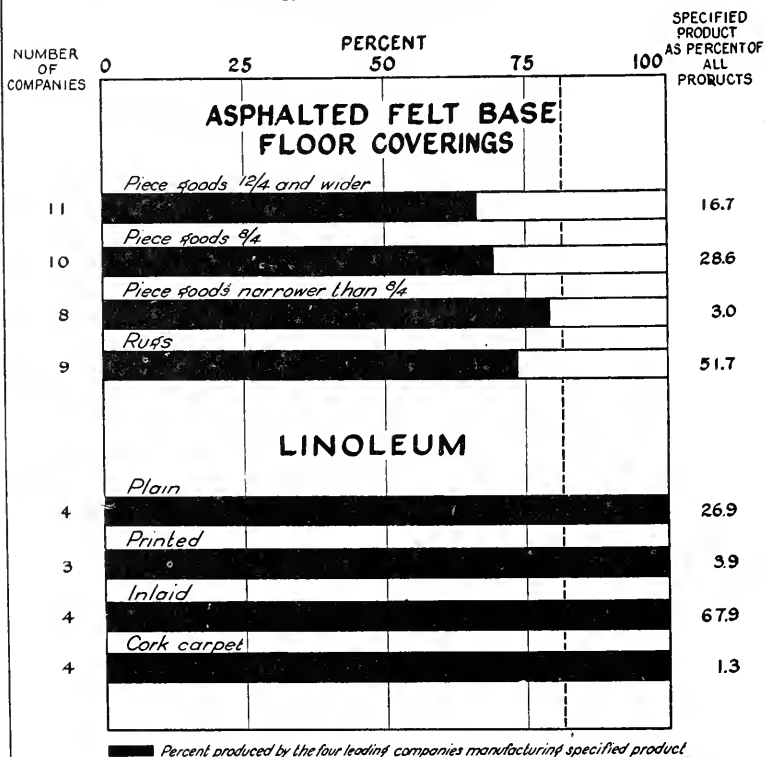 SPECIFIED
PRODUCT
AS PERCENT OF
ALL
PRODUCTS
NUMBER
OF
COMPANIES
PERCENT
0 25 50 75 100
ASPHALTED FELT BASE
FLOOR COVERINGS
Piece goods 12/4 and wider
11 16.7
Piece goods 8/4
10 28.6
Piece goods narrower than 8/4
8 3.0
Rugs
9 51.7
LINOLEUM
Plain
4 26.9
Printed
3 3.9
Inlaid
4 67.9
Cork carpet
4 1.3
Percent produced by the four leading companies manufacturing specified product